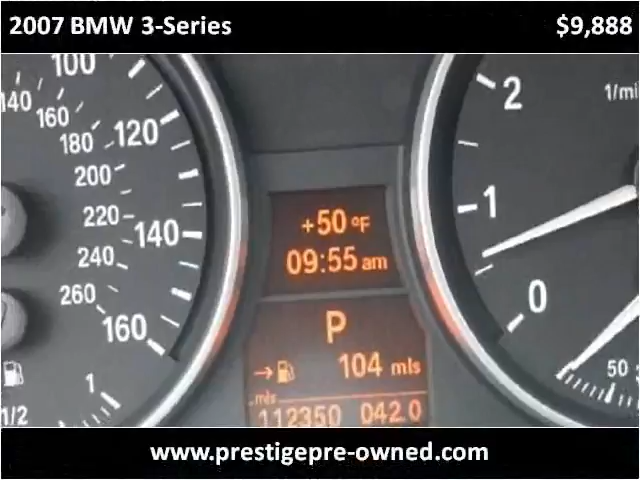 2007 BMW 3-Series $9,888
100
140
160
120
180
200
220
140
240
260
160
1
1/2
+50 °F
09:55 am
P
→ 104 mls
mls
112350 042.0
2
1/mi
1
0
50
www.prestigepre-owned.com